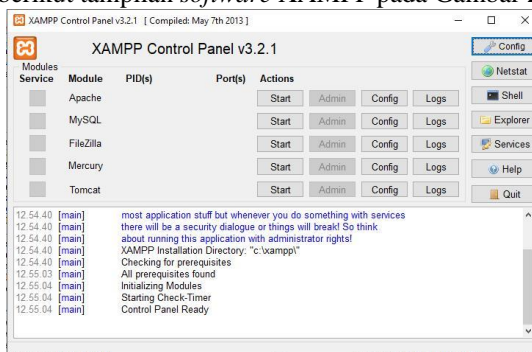 berikut tampilan software XAMPP pada Gambar
XAMPP Control Panel v3.2.1 [ Compiled: May 7th 2013 ]
XAMPP Control Panel v3.2.1
Config
Modules
Service Module PID(s) Port(s) Actions
Netstat
Apache Start Admin Config Logs
Shell
MySQL Start Admin Config Logs
Explorer
FileZilla Start Admin Config Logs
Services
Mercury Start Admin Config Logs
Help
Tomcat Start Admin Config Logs
Quit
12.54.40 [main] most application stuff but whenever you do something with services
12.54.40 [main] there will be a security dialogue or things will break! So think
12.54.40 [main] about running this application with administrator rights!
12.54.40 [main] XAMPP Installation Directory: "c:\xampp\"
12.54.40 [main] Checking for prerequisites
12.55.03 [main] All prerequisites found
12.55.04 [main] Initializing Modules
12.55.04 [main] Starting Check-Timer
12.55.04 [main] Control Panel Ready